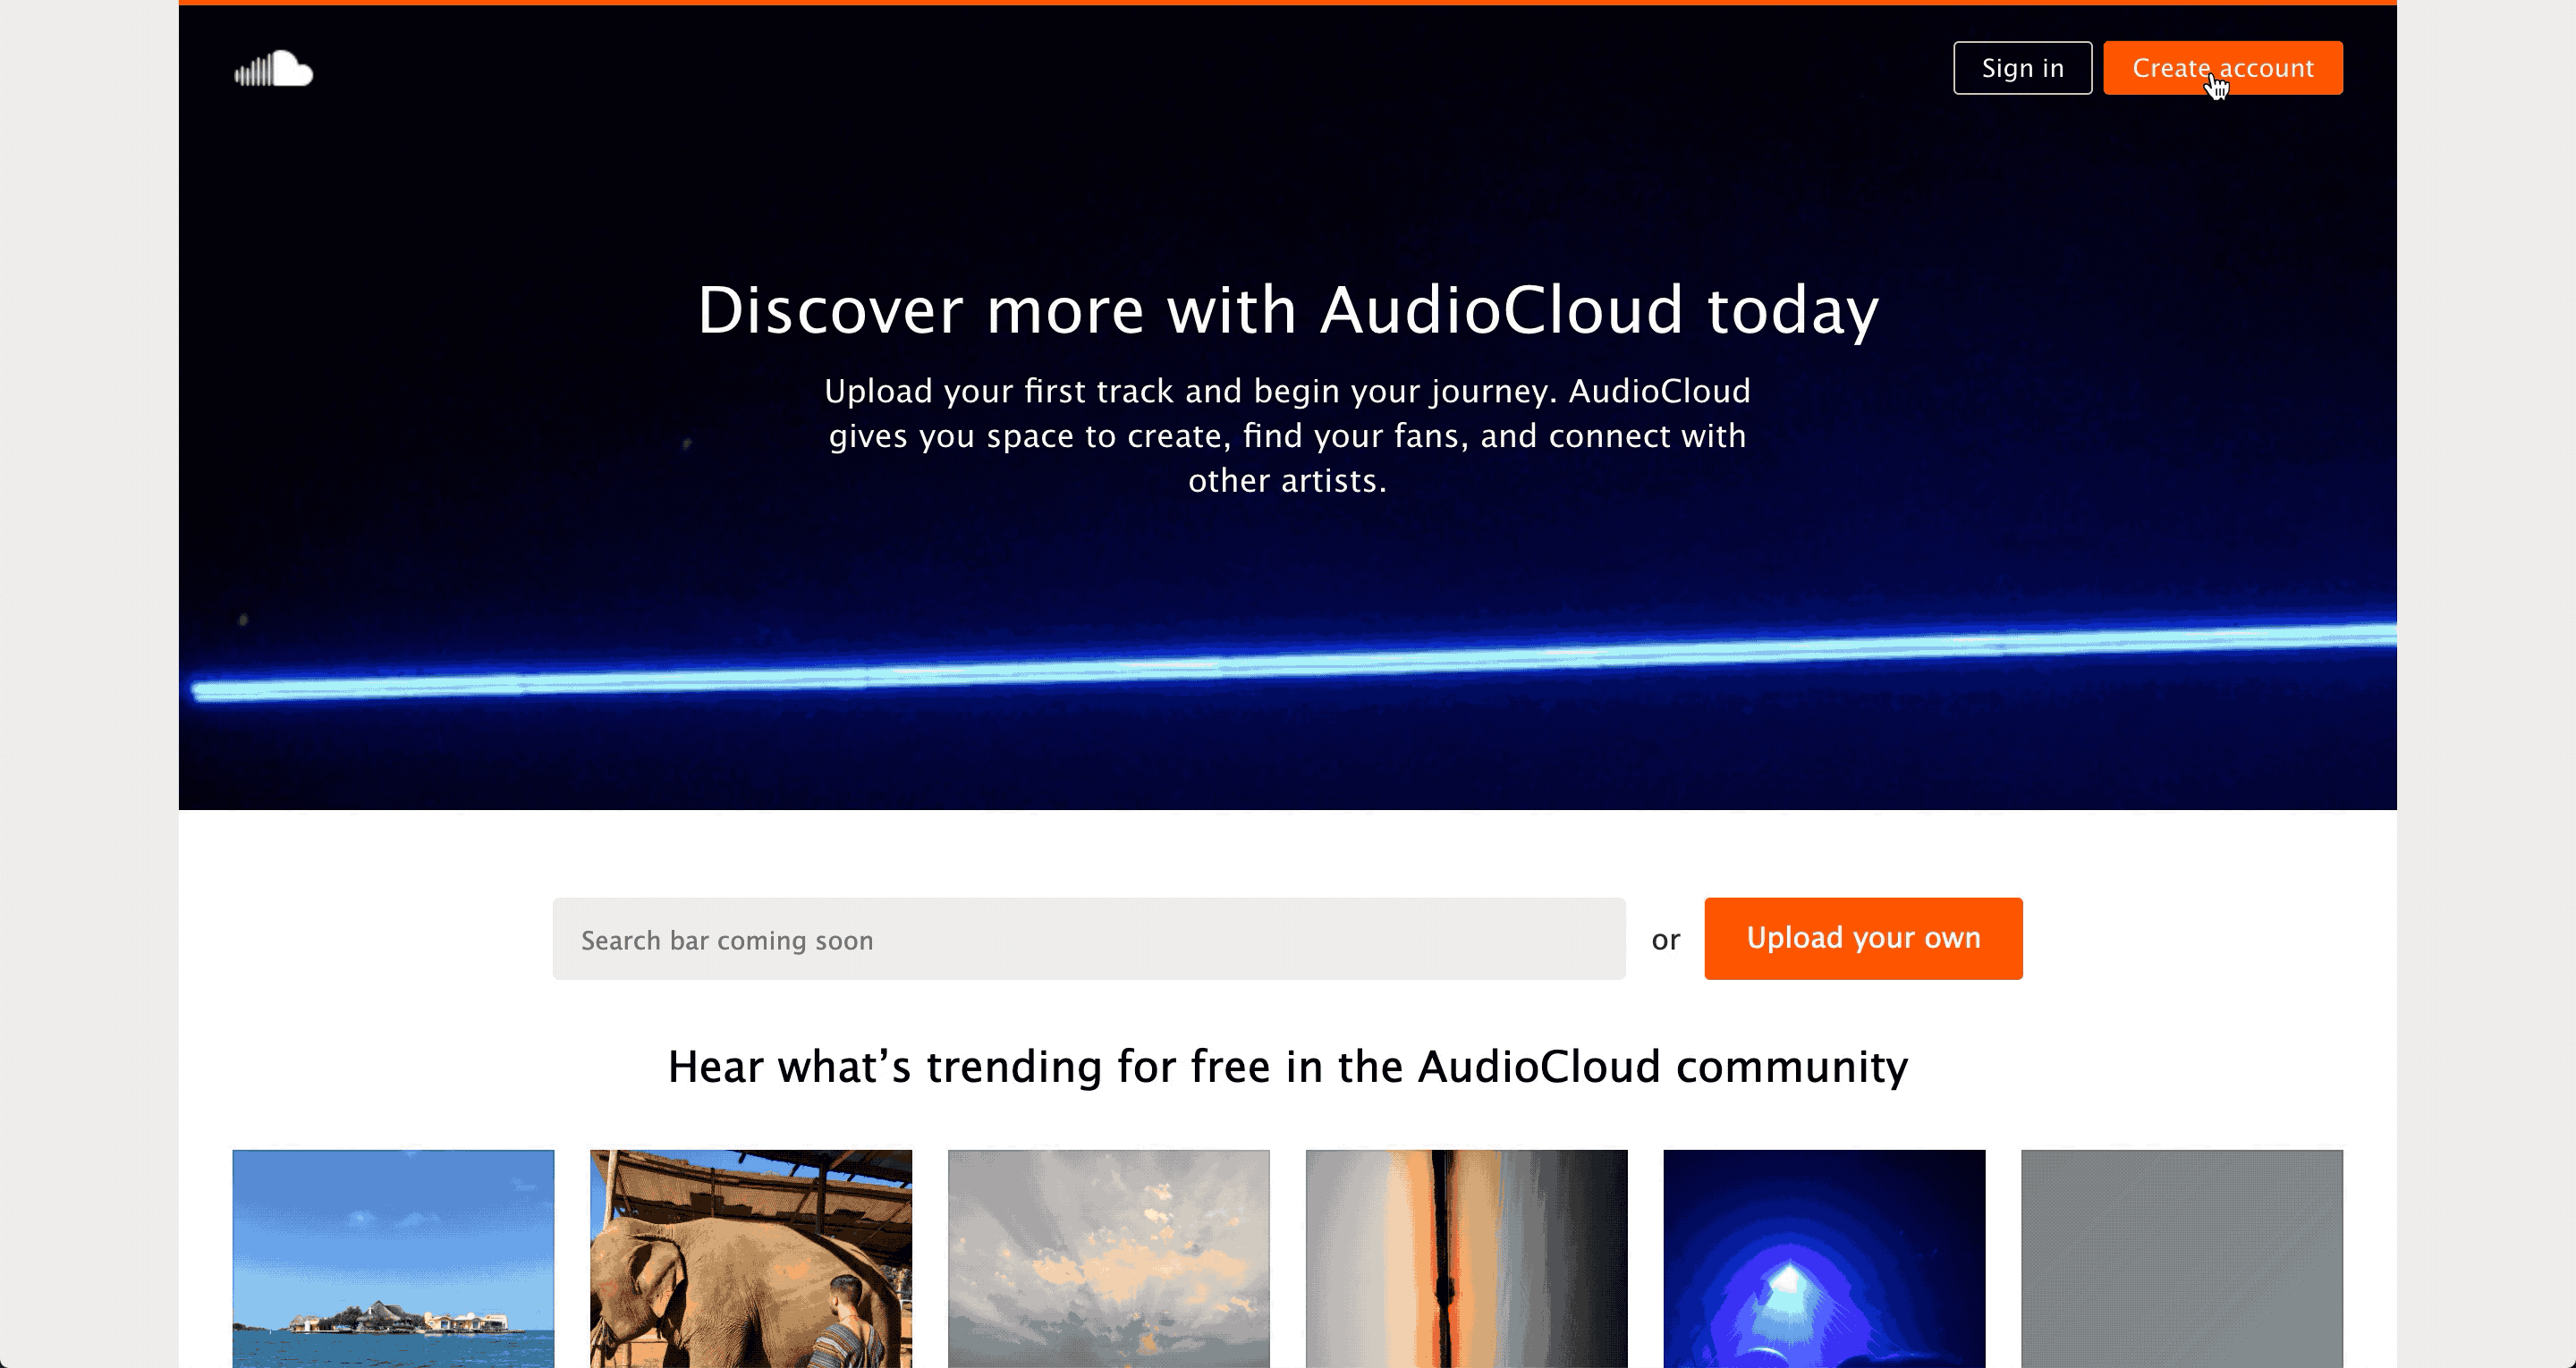 Sign in
Create account
Discover more with AudioCloud today
Upload your first track and begin your journey. AudioCloud
gives you space to create, find your fans, and connect with
other artists.
Search bar coming soon
or
Upload your own
Hear what’s trending for free in the AudioCloud community